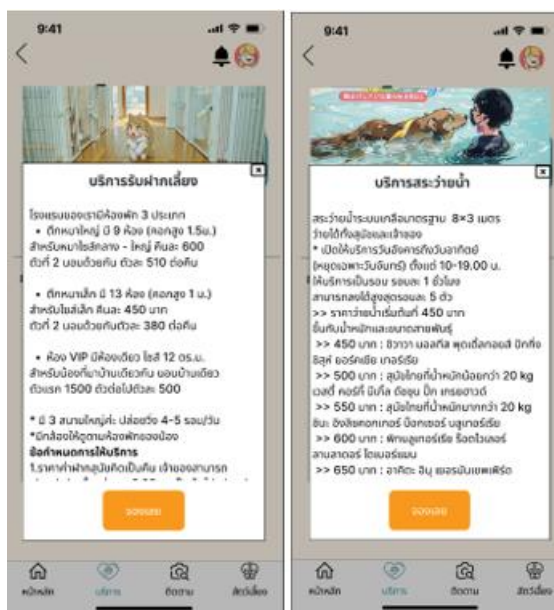 9:41
บริการรับฝากเลี้ยง
โรงแรมของเรามีห้องพัก 3 ประเภท
• ตึกหมาใหญ่ มี 9 ห้อง (คอกสูง 1.5ม.)
สำหรับหมาไซส์กลาง - ใหญ่ คืนละ 600
ตัวที่ 2 นอนด้วยกัน ตัวละ 510 ต่อคืน
• ตึกหมาเล็ก มี 13 ห้อง (คอกสูง 1 ม.)
สำหรับไซส์เล็ก คืนละ 450 บาท
ตัวที่ 2 นอนด้วยกันตัวละ 380 ต่อคืน
• ห้อง VIP มีห้องเดียว ไซส์ 12 ตร.ม.
สำหรับน้องที่มาบ้านเดียวกัน นอนบ้านเดียว
ตัวแรก 1500 ตัวต่อไปตัวละ 500
* มี 3 สนามใหญ่ค่ะ ปล่อยวิ่ง 4-5 รอบ/วัน
*มีกล้องให้ดูตามห้องพักของน้อง
ข้อกำหนดการให้บริการ
1.ราคาค่าฝากสุนัขคิดเป็นคืน เจ้าของสามารถ
จองเลย
หน้าหลัก
บริการ
ติดตาม
สัตว์เลี้ยง
9:41
บริการสระว่ายน้ำ
สระว่ายน้ำระบบเกลือมาตรฐาน 8×3 เมตร
ว่ายได้ทั้งสุนัขและเจ้าของ
* เปิดให้บริการวันอังคารถึงวันอาทิตย์
(หยุดเฉพาะวันจันทร์) ตั้งแต่ 10-19.00 น.
ให้บริการเป็นรอบ รอบละ 1 ชั่วโมง
สามารถลงได้สูงสุดรอบละ 5 ตัว
>> ราคาว่ายน้ำเริ่มต้นที่ 450 บาท
ขึ้นกับน้ำหนักและขนาดสายพันธุ์
>> 450 บาท : ชิวาวา มอลทีส พุดเดิ้ลทอยส์ ปักกิ่ง
ชิสุห์ ยอร์คเชีย เทอร์เรีย
>> 500 บาท : สุนัขไทยที่น้ำหนักน้อยกว่า 20 kg
เวสตี้ คอร์กี้ บีเกิ้ล ดัชชุน ปั๊ก เกรฮาวด์
>> 550 บาท : สุนัขไทยที่น้ำหนักมากกว่า 20 kg
ชิบะ อิงลิชคอกเกอร์ บ็อกเซอร์ บลูเทอร์เรีย
>> 600 บาท : พิทบลูเทอร์เรีย ร็อตไวเลอร์
ลาบลาดอร์ โดเบอร์แมน
>> 650 บาท : อาคิตะ อินุ เยอรมันเชพเพิร์ด
จองเลย
หน้าหลัก
บริการ
ติดตาม
สัตว์เลี้ยง